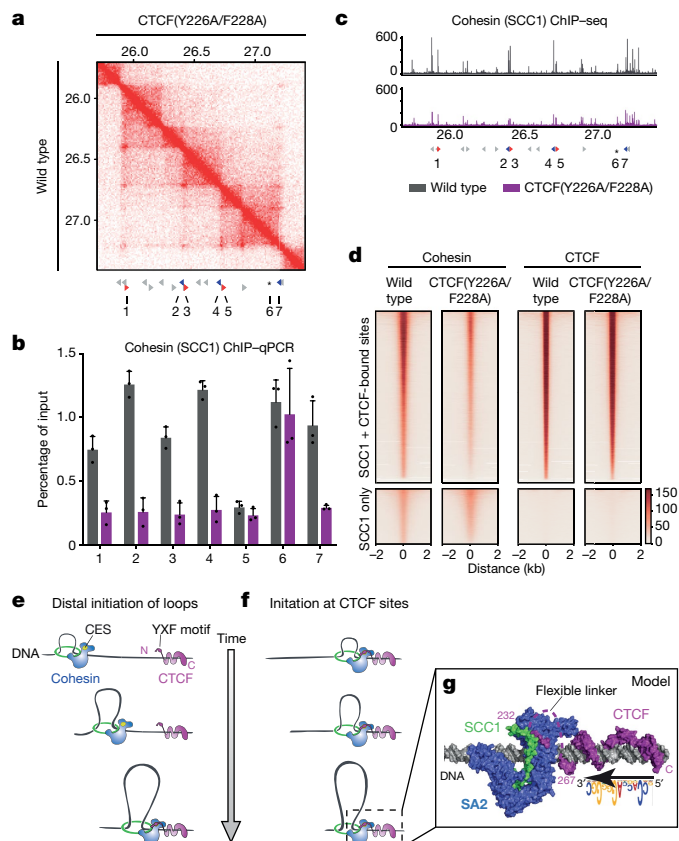 a
CTCF(Y226A/F228A)
26.0 26.5 27.0
Wild type
26.0
26.5
27.0
*
1 2 3 4 5 6 7
b
Cohesin (SCC1) ChIP–qPCR
Percentage of input
1.5
1.0
0.5
0
1 2 3 4 5 6 7
c
Cohesin (SCC1) ChIP–seq
600
0
600
0
26.0 26.5 27.0
*
1 2 3 4 5 6 7
Wild type CTCF(Y226A/F228A)
d
Cohesin CTCF
Wild type CTCF(Y226A/F228A) Wild type CTCF(Y226A/F228A)
SCC1 + CTCF-bound sites
SCC1 only
150
100
50
0
−2 0 2 −2 0 2 −2 0 2 −2 0 2
Distance (kb)
e
Distal initiation of loops
CES YXF motif
DNA N C
Cohesin CTCF
Time
f
Initation at CTCF sites
g
Model
Flexible linker
232
SCC1 CTCF
DNA C
267
SA2
3′ 5′